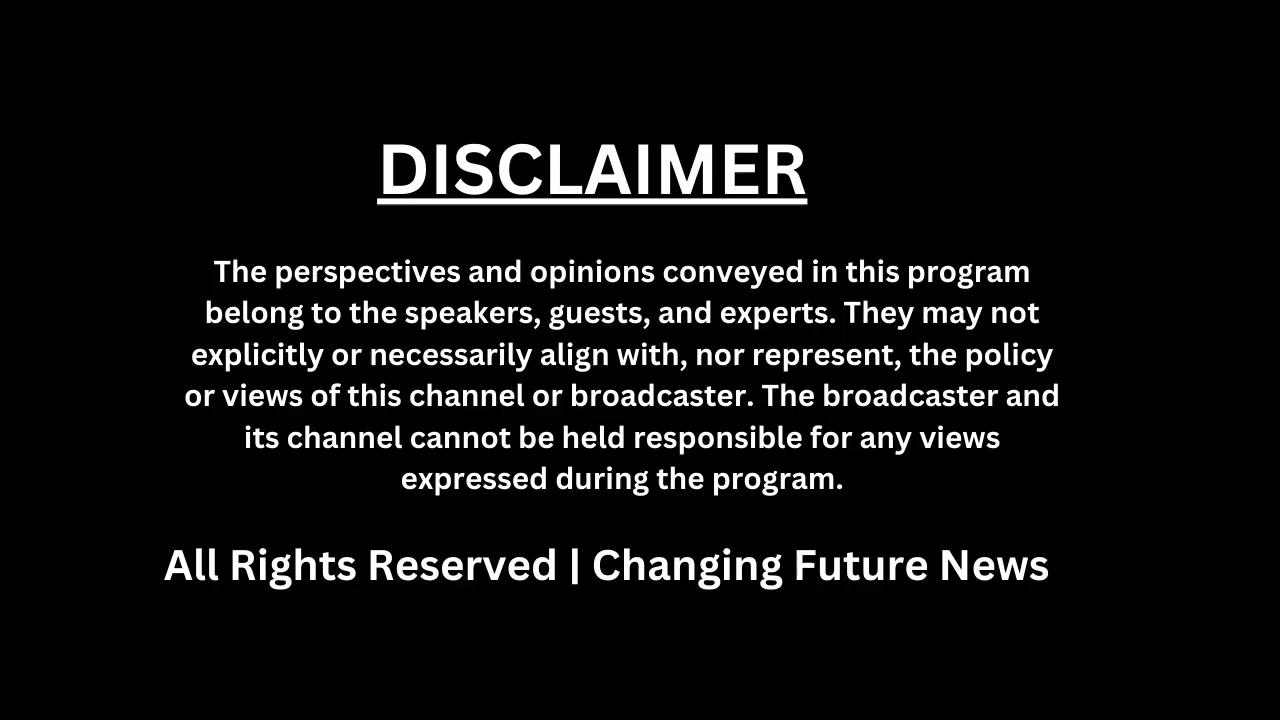 DISCLAIMER
The perspectives and opinions conveyed in this program
belong to the speakers, guests, and experts. They may not
explicitly or necessarily align with, nor represent, the policy
or views of this channel or broadcaster. The broadcaster and
its channel cannot be held responsible for any views
expressed during the program.
All Rights Reserved | Changing Future News